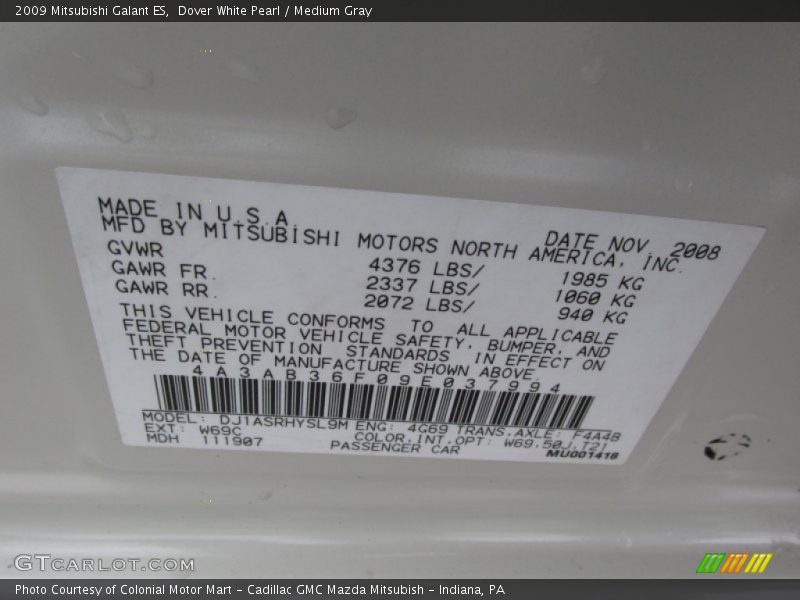 2009 Mitsubishi Galant ES,  Dover White Pearl / Medium Gray
MADE IN U.S.A. DATE NOV 2008
MFD BY MITSUBISHI MOTORS NORTH AMERICA, INC.
GVWR 4376 LBS/ 1985 KG
GAWR FR. 2337 LBS/ 1060 KG
GAWR RR. 2072 LBS/ 940 KG
THIS VEHICLE CONFORMS TO ALL APPLICABLE
FEDERAL MOTOR VEHICLE SAFETY, BUMPER, AND
THEFT PREVENTION STANDARDS IN EFFECT ON
THE DATE OF MANUFACTURE SHOWN ABOVE.
4A3AB36F09E037994
MODEL: DJ1ASRHYSL9M ENG: 4G69 TRANS.AXLE: F4A4B
EXT: W69C COLOR.INT.OPT: W69.50J.T21
MDH 111907 PASSENGER CAR MU001418
GTCARLOT.COM
Photo Courtesy of Colonial Motor Mart - Cadillac GMC Mazda Mitsubish - Indiana, PA